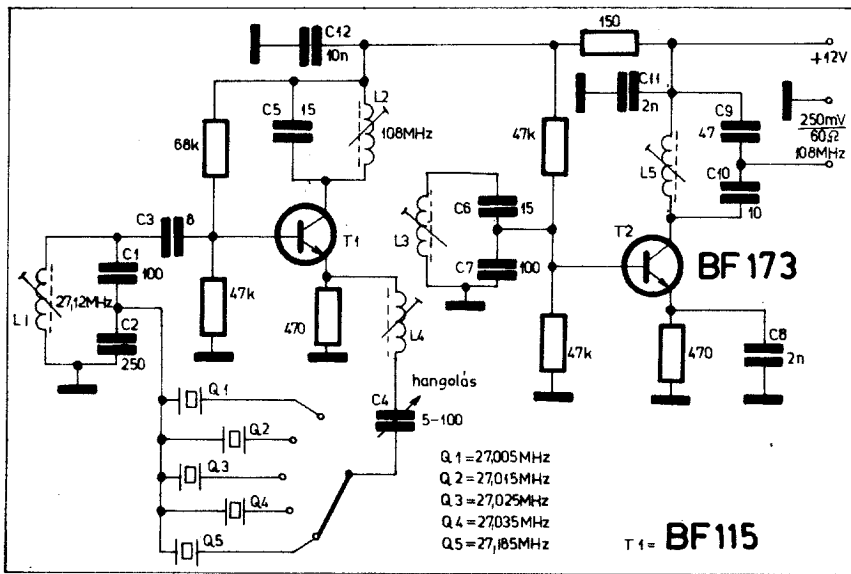 C12
10n
150
+12V
C5
15
L2
108MHz
C11
2n
C9
47
250mV
60Ω
108MHz
68k
47k
L5
C10
10
C3
8
T1
C6
15
L3
T2
BF173
C1
100
C7
100
27,12MHz
L1
C2
250
47k
470
L4
47k
470
C8
2n
hangolás
C4
5-100
Q1
Q2
Q3
Q4
Q5
Q1=27,005MHz
Q2=27,015MHz
Q3=27,025MHz
Q4=27,035MHz
Q5=27,185MHz
T1= BF115